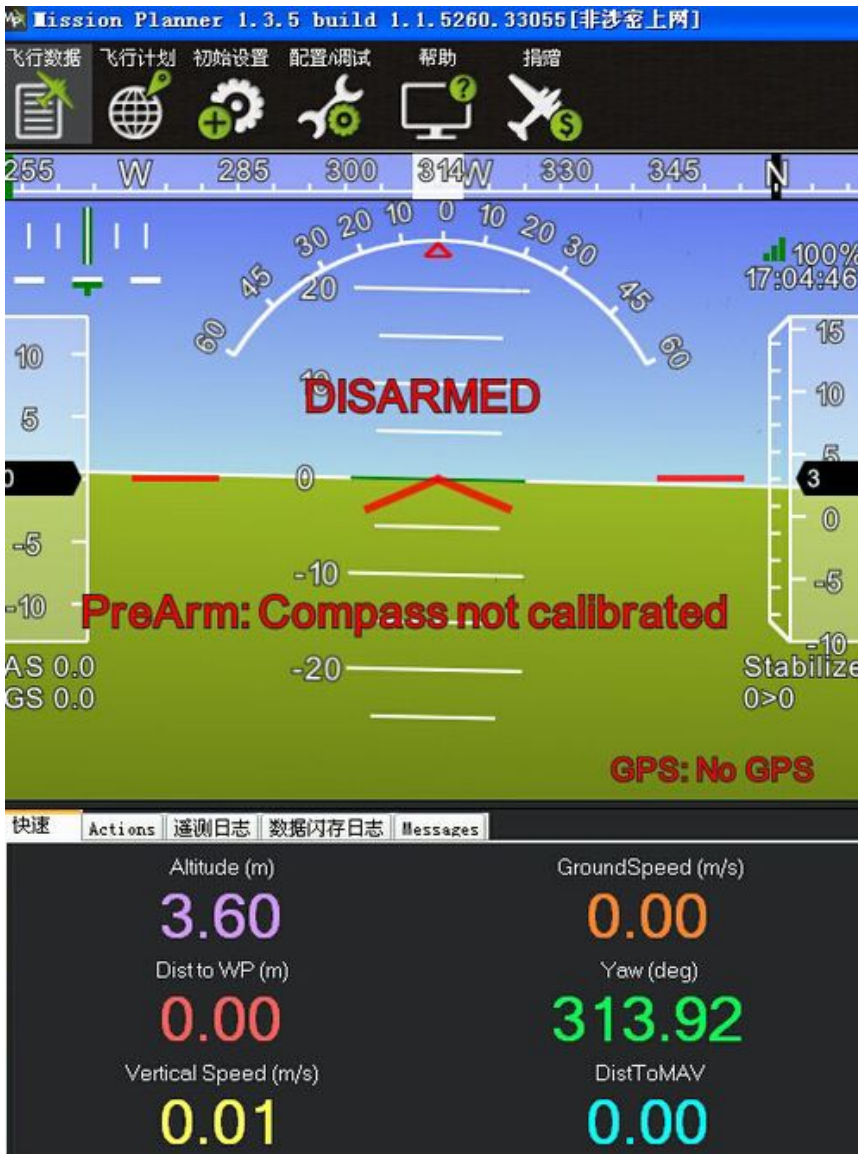 Mission Planner 1.3.5 build 1.1.5260.33055[非涉密上网]
飞行数据 飞行计划 初始设置 配置/调试 帮助 捐赠
255 W 285 300 314 W 330 345 N
60 45 30 20 10 0 10 20 30 45 60
100%
17:04:46
20
10
DISARMED
0
-10
-20
10
5
0
-5
-10
15
10
5
3
0
-5
-10
PreArm: Compass not calibrated
AS 0.0
GS 0.0
Stabilize
0>0
GPS: No GPS
快速 Actions 遥测日志 数据闪存日志 Messages
Altitude (m) GroundSpeed (m/s)
3.60 0.00
Dist to WP (m) Yaw (deg)
0.00 313.92
Vertical Speed (m/s) DistToMAV
0.01 0.00